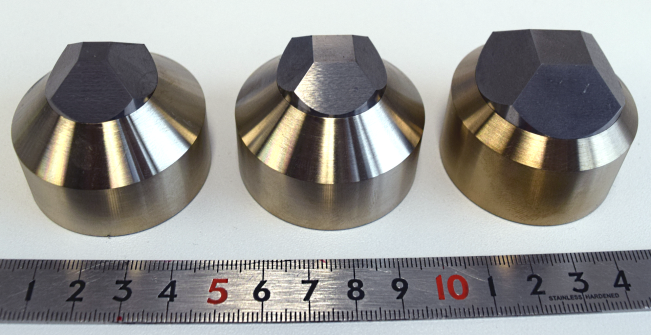 1 2 3 4 5 6 7 8 9 10 1 2 3 4
STAINLESS HARDENED